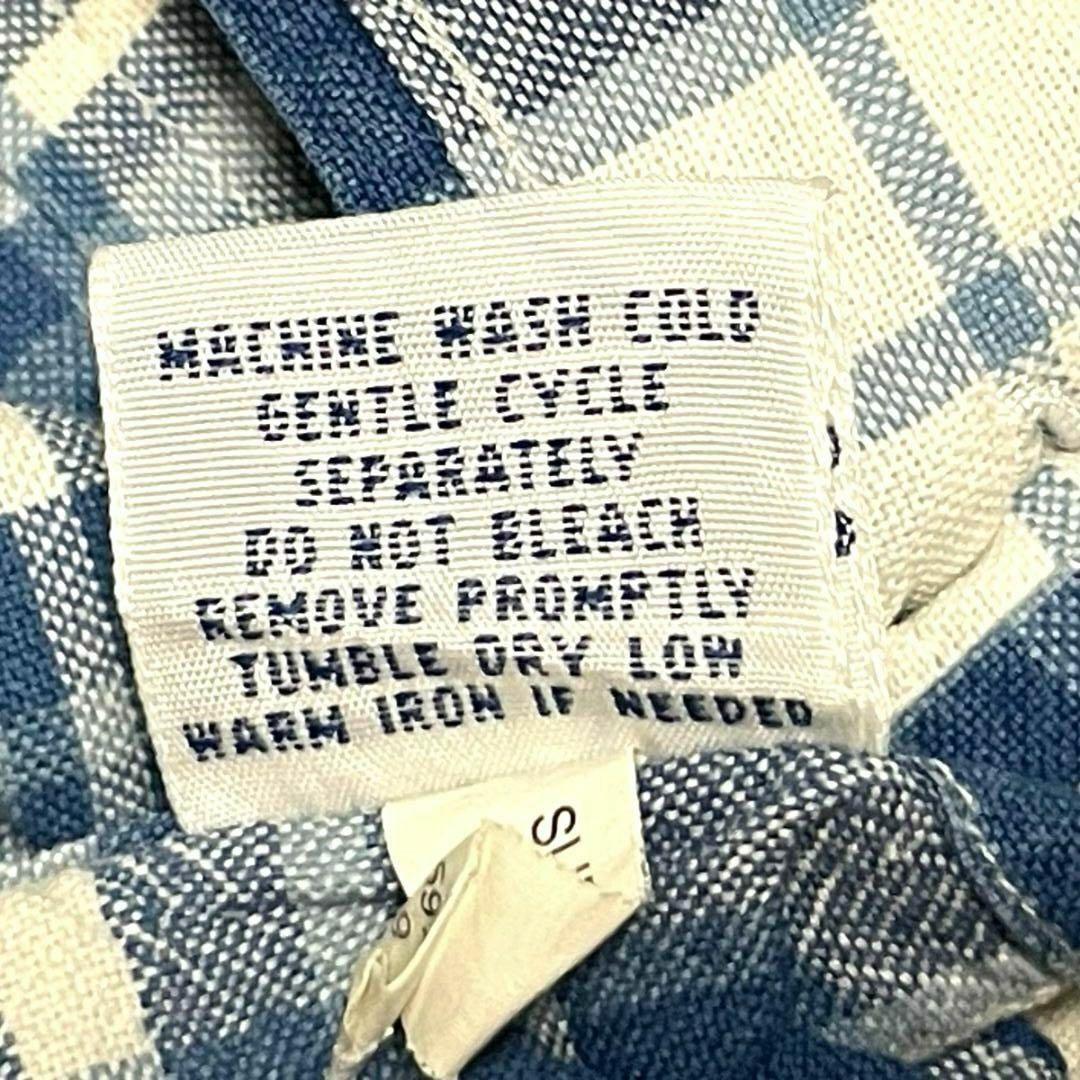 MACHINE WASH COLD
GENTLE CYCLE
SEPARATELY
DO NOT BLEACH
REMOVE PROMPTLY
TUMBLE DRY LOW
WARM IRON IF NEEDED